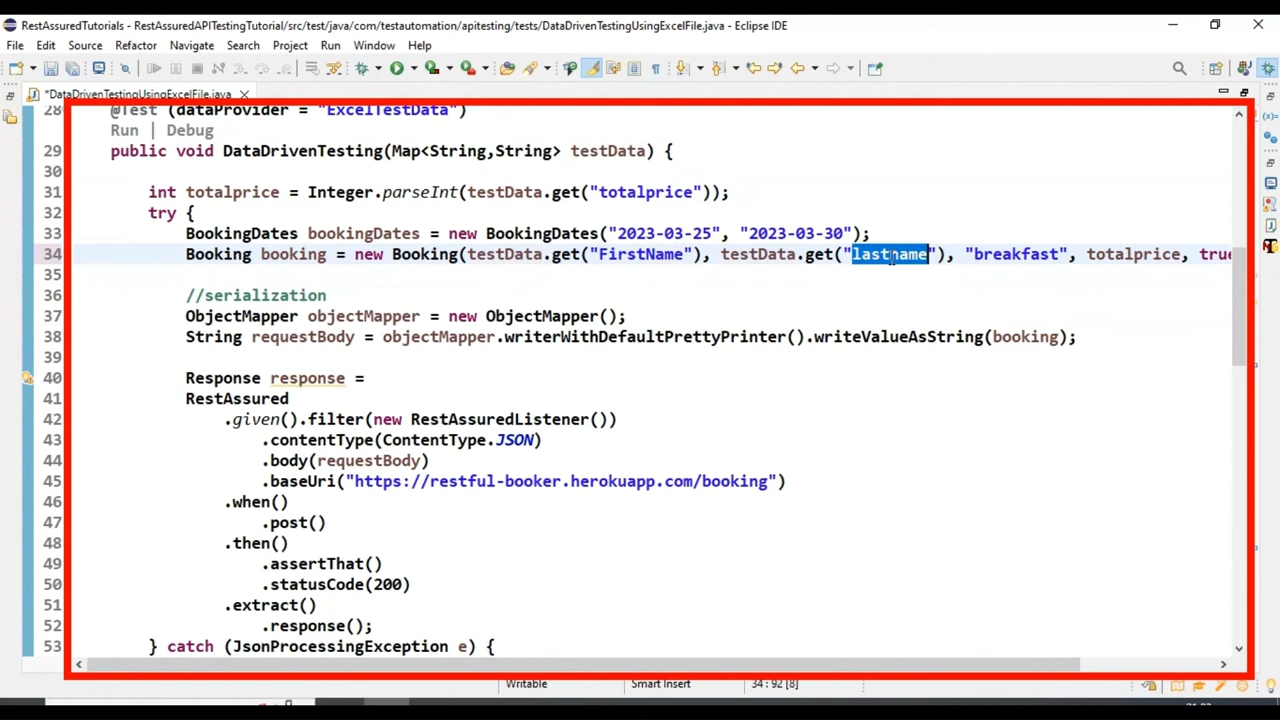 RestAssuredTutorials - RestAssuredAPITestingTutorial/src/test/java/com/testautomation/apitesting/tests/DataDrivenTestingUsingExcelFile.java - Eclipse IDE
File Edit Source Refactor Navigate Search Project Run Window Help
*DataDrivenTestingUsingExcelFile.java
28 @Test (dataProvider = "ExcelTestData")
Run | Debug
29 public void DataDrivenTesting(Map<String,String> testData) {
30
31 int totalprice = Integer.parseInt(testData.get("totalprice"));
32 try {
33 BookingDates bookingDates = new BookingDates("2023-03-25", "2023-03-30");
34 Booking booking = new Booking(testData.get("FirstName"), testData.get("lastname"), "breakfast", totalprice, true
35
36 //serialization
37 ObjectMapper objectMapper = new ObjectMapper();
38 String requestBody = objectMapper.writerWithDefaultPrettyPrinter().writeValueAsString(booking);
39
40 Response response =
41 RestAssured
42 .given().filter(new RestAssuredListener())
43 .contentType(ContentType.JSON)
44 .body(requestBody)
45 .baseUri("https://restful-booker.herokuapp.com/booking")
46 .when()
47 .post()
48 .then()
49 .assertThat()
50 .statusCode(200)
51 .extract()
52 .response();
53 } catch (JsonProcessingException e) {
Writable Smart Insert 34 : 92 [8]